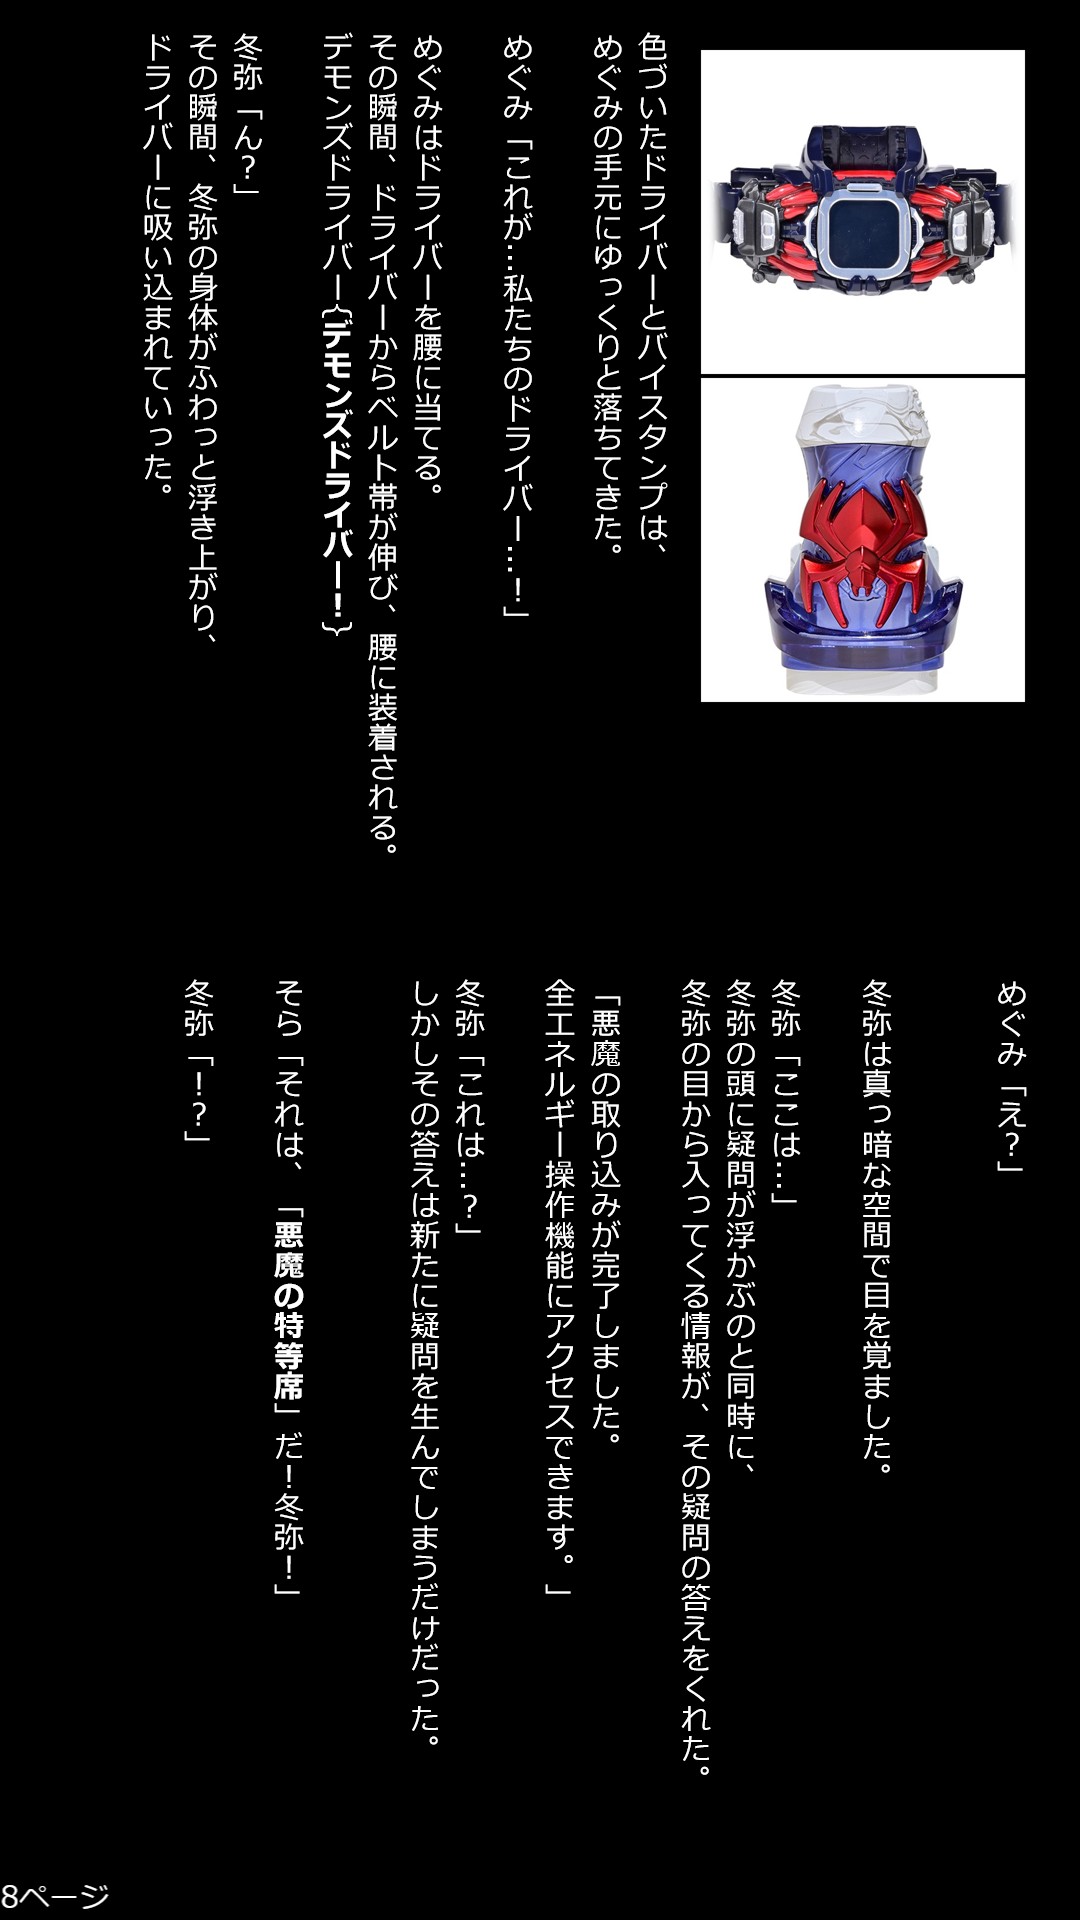 色づいたドライバーとバイスタンプは、
めぐみの手元にゆっくりと落ちてきた。
めぐみ「これが…私たちのドライバー…！」
めぐみはドライバーを腰に当てる。
その瞬間、ドライバーからベルト帯が伸び、腰に装着される。
デモンズドライバー{デモンズドライバー！}
冬弥「ん？」
その瞬間、冬弥の身体がふわっと浮き上がり、
ドライバーに吸い込まれていった。
めぐみ「え？」
冬弥は真っ暗な空間で目を覚ました。
冬弥「ここは…」
冬弥の頭に疑問が浮かぶのと同時に、
冬弥の目から入ってくる情報が、その疑問の答えをくれた。
「悪魔の取り込みが完了しました。
全エネルギー操作機能にアクセスできます。」
冬弥「これは…？」
しかしその答えは新たに疑問を生んでしまうだけだった。
そら「それは、「悪魔の特等席」だ！冬弥！」
冬弥「！？」
8ページ